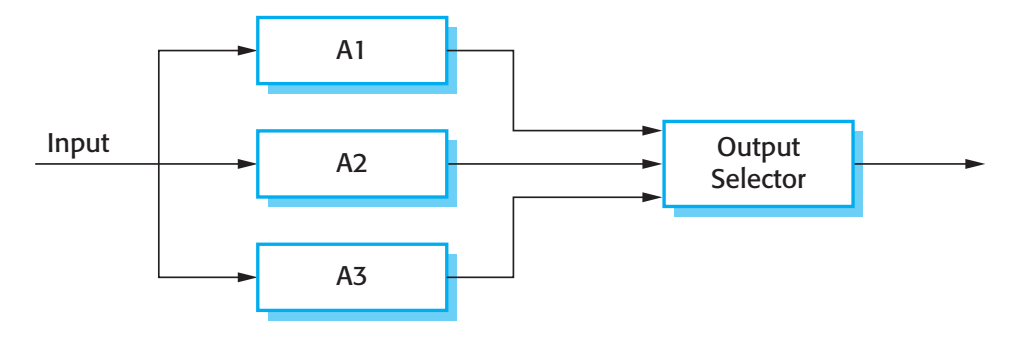 A1
Input
A2
Output
Selector
A3